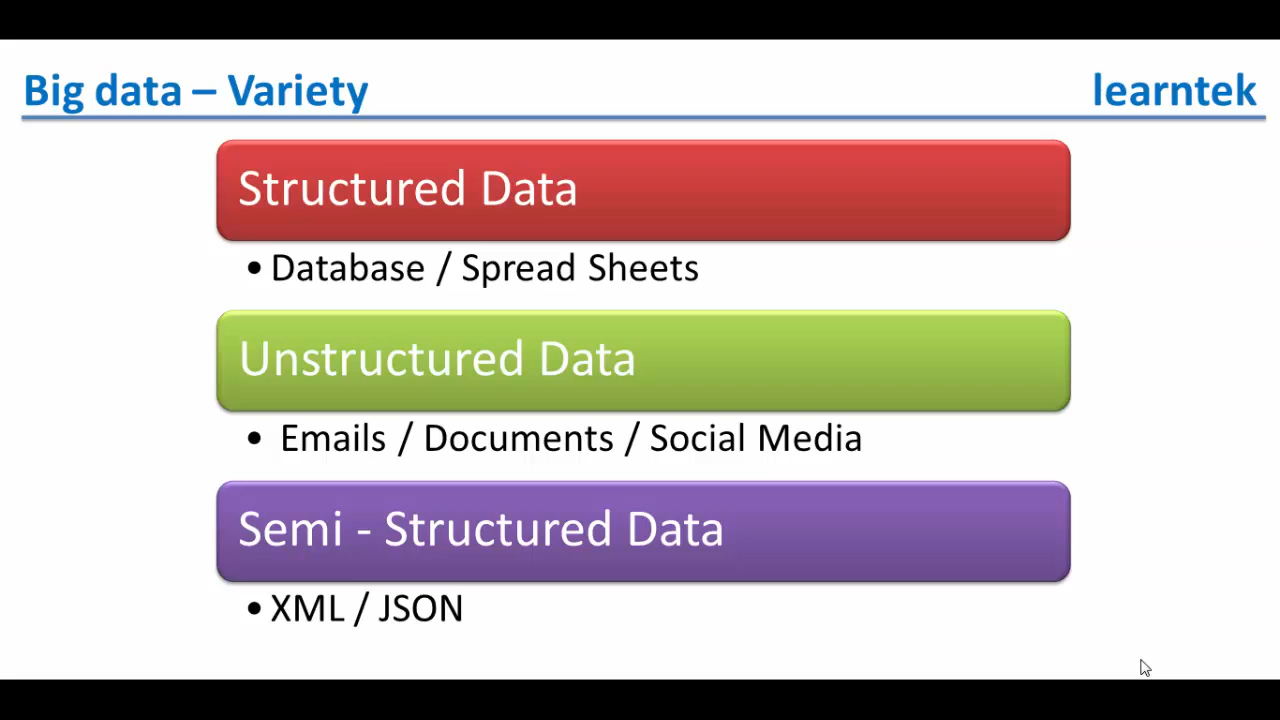 Big data – Variety
learntek
Structured Data
• Database / Spread Sheets
Unstructured Data
• Emails / Documents / Social Media
Semi - Structured Data
• XML / JSON